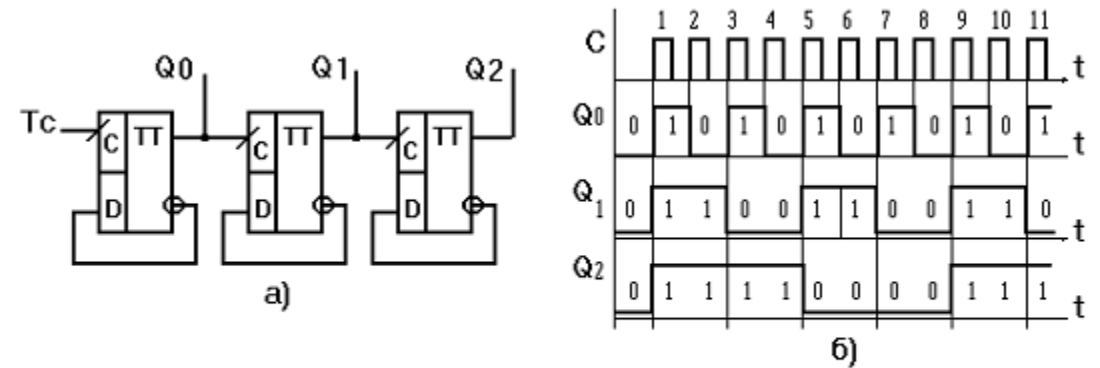 Q0 Q1 Q2
Tс C TT C TT C TT
D D D
а)
1 2 3 4 5 6 7 8 9 10 11
C t
Q0 0 1 0 1 0 1 0 1 0 1 0 1 t
Q1 0 1 1 0 0 1 1 0 0 1 1 0 t
Q2 0 1 1 1 1 0 0 0 0 1 1 1 t
б)